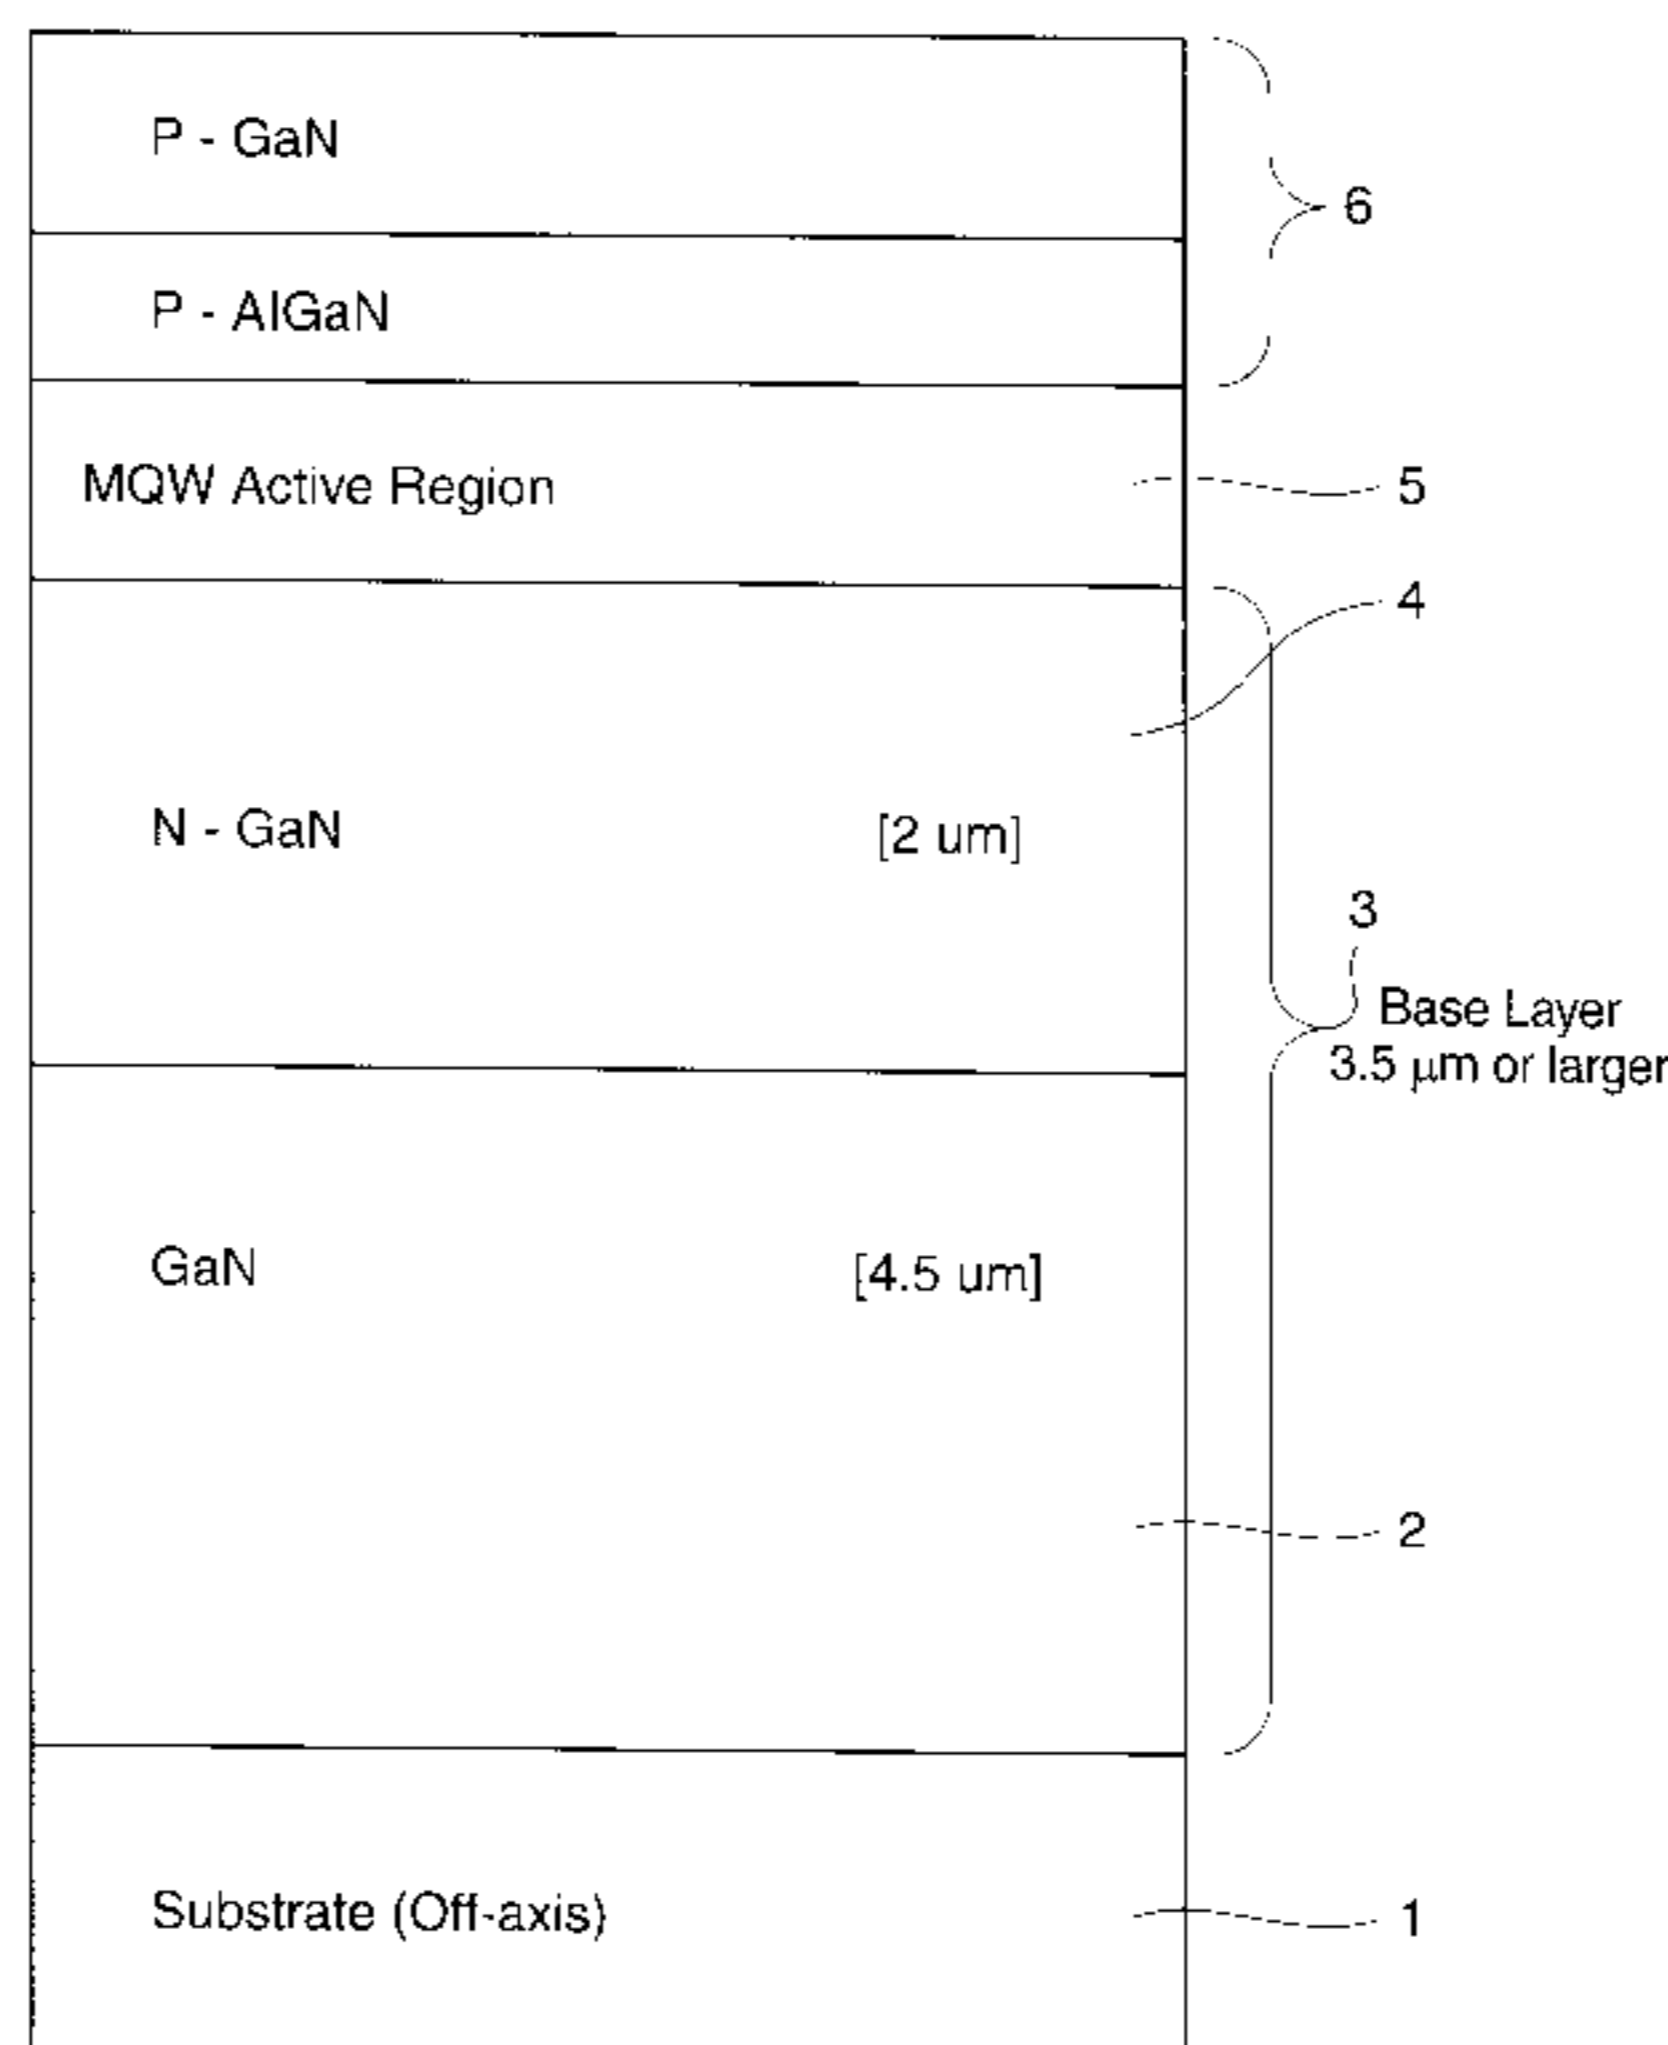 P - GaN
6
P - AlGaN
MQW Active Region
5
4
N - GaN [2 um]
3
Base Layer
3.5 μm or larger
GaN [4.5 um]
2
Substrate (Off-axis)
1